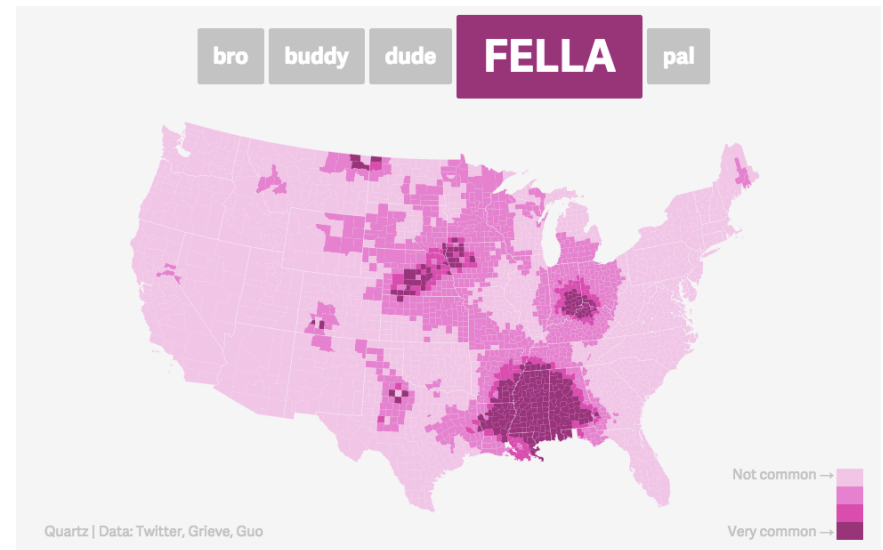 bro buddy dude FELLA pal
Not common →
Very common →
Quartz | Data: Twitter, Grieve, Guo